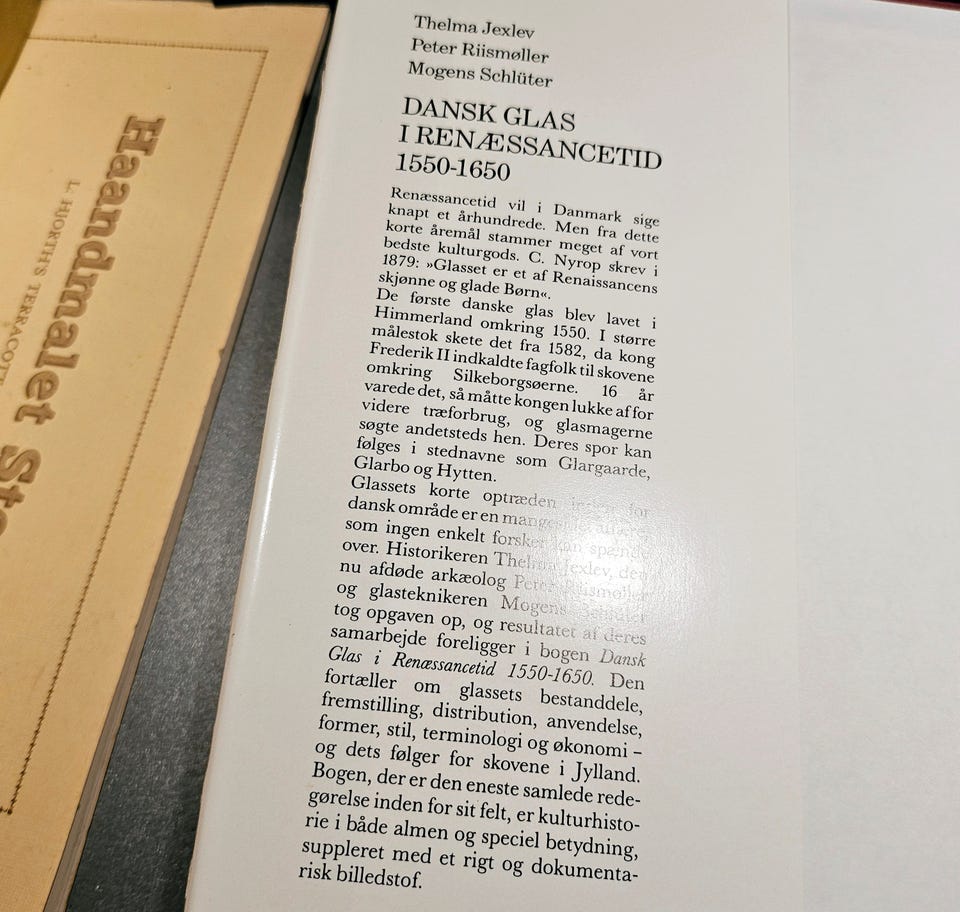 Haandmalet
L. HJORTHS TERRACOTT
Thelma Jexlev
Peter Riismøller
Mogens Schlüter
DANSK GLAS
I RENÆSSANCETID
1550-1650
Renæssancetid vil i Danmark sige
knapt et århundrede. Men fra dette
korte åremål stammer meget af vort
bedste kulturgods. C. Nyrop skrev i
1879: »Glasset er et af Renaissancens
skjønne og glade Børn«.
De første danske glas blev lavet i
Himmerland omkring 1550. I større
målestok skete det fra 1582, da kong
Frederik II indkaldte fagfolk til skovene
omkring Silkeborgsøerne. 16 år
varede det, så måtte kongen lukke af for
videre træforbrug, og glasmagerne
søgte andetsteds hen. Deres spor kan
følges i stednavne som Glargaarde,
Glarbo og Hytten.
Glassets korte optræden inden for
dansk område er en
som ingen enkelt forsker kan spænde
over. Historikeren Thelma Jexlev, den
nu afdøde arkæolog Peter Riismøller
og glasteknikeren Mogens Schlüter
tog opgaven op, og resultatet af deres
samarbejde foreligger i bogen Dansk
Glas i Renæssancetid 1550-1650. Den
fortæller om glassets bestanddele,
fremstilling, distribution, anvendelse,
former, stil, terminologi og økonomi –
og dets følger for skovene i Jylland.
Bogen, der er den eneste samlede rede-
gørelse inden for sit felt, er kulturhisto-
rie i både almen og speciel betydning,
suppleret med et rigt og dokumenta-
risk billedstof.